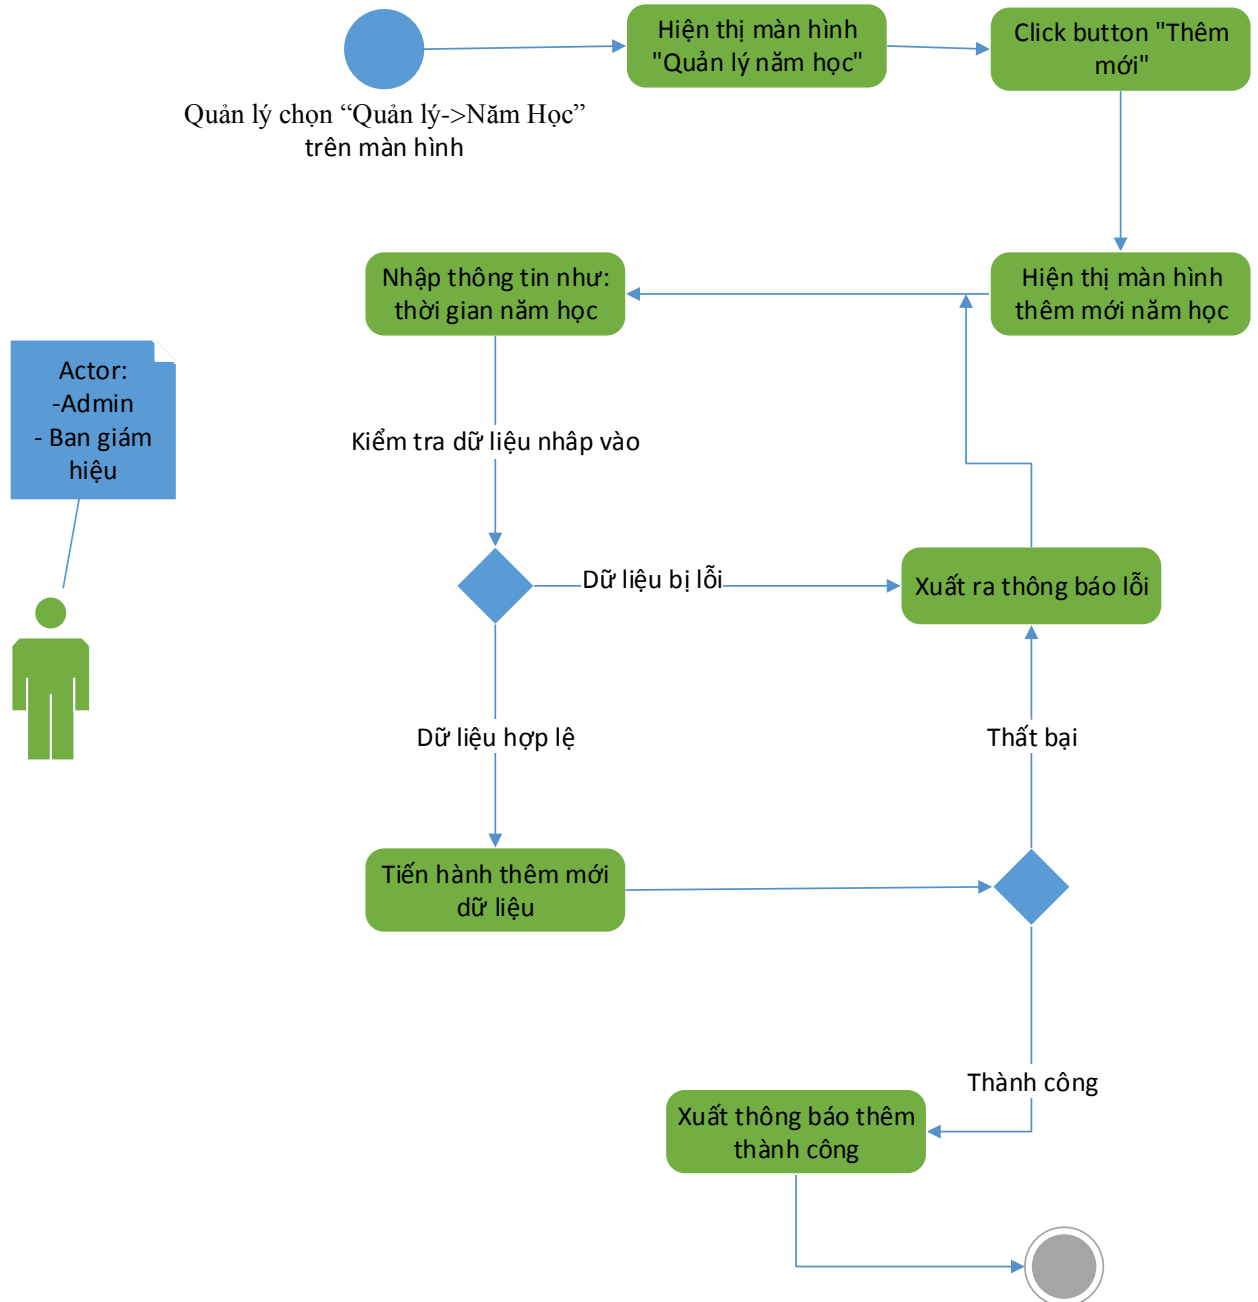 Hiện thị màn hình
"Quản lý năm học"
Click button "Thêm
mới"
Quản lý chọn “Quản lý->Năm Học”
trên màn hình
Nhập thông tin như:
thời gian năm học
Hiện thị màn hình
thêm mới năm học
Actor:
-Admin
- Ban giám
hiệu
Kiểm tra dữ liệu nhâp vào
Dữ liệu bị lỗi
Xuất ra thông báo lỗi
Dữ liệu hợp lệ
Thất bại
Tiến hành thêm mới
dữ liệu
Thành công
Xuất thông báo thêm
thành công